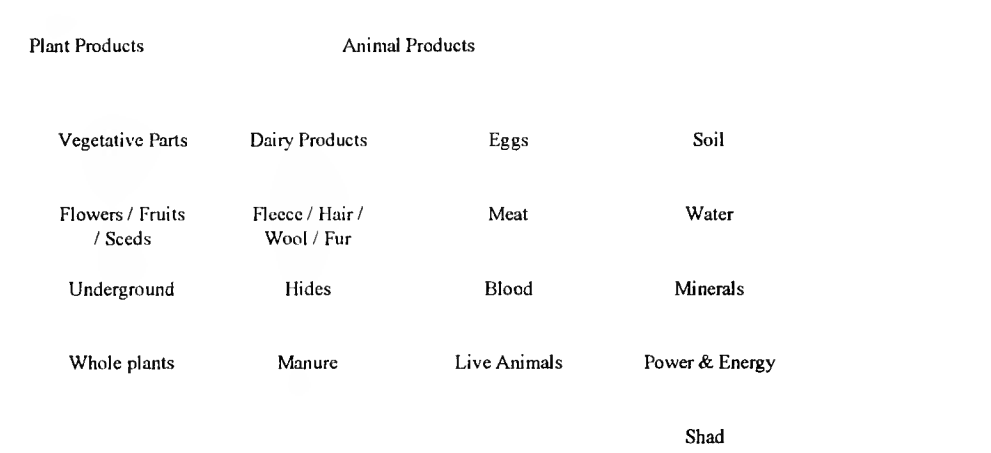 Plant Products
Animal Products
Vegetative Parts
Dairy Products
Eggs
Soil
Flowers / Fruits
/ Seeds
Fleece / Hair /
Wool / Fur
Meat
Water
Underground
Hides
Blood
Minerals
Whole plants
Manure
Live Animals
Power & Energy
Shad